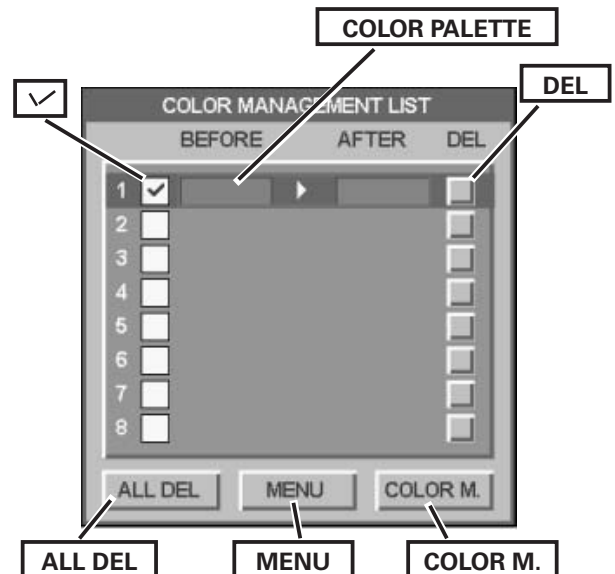 COLOR PALETTE
DEL
COLOR MANAGEMENT LIST
BEFORE AFTER DEL
1
2
3
4
5
6
7
8
ALL DEL MENU COLOR M.
ALL DEL MENU COLOR M.